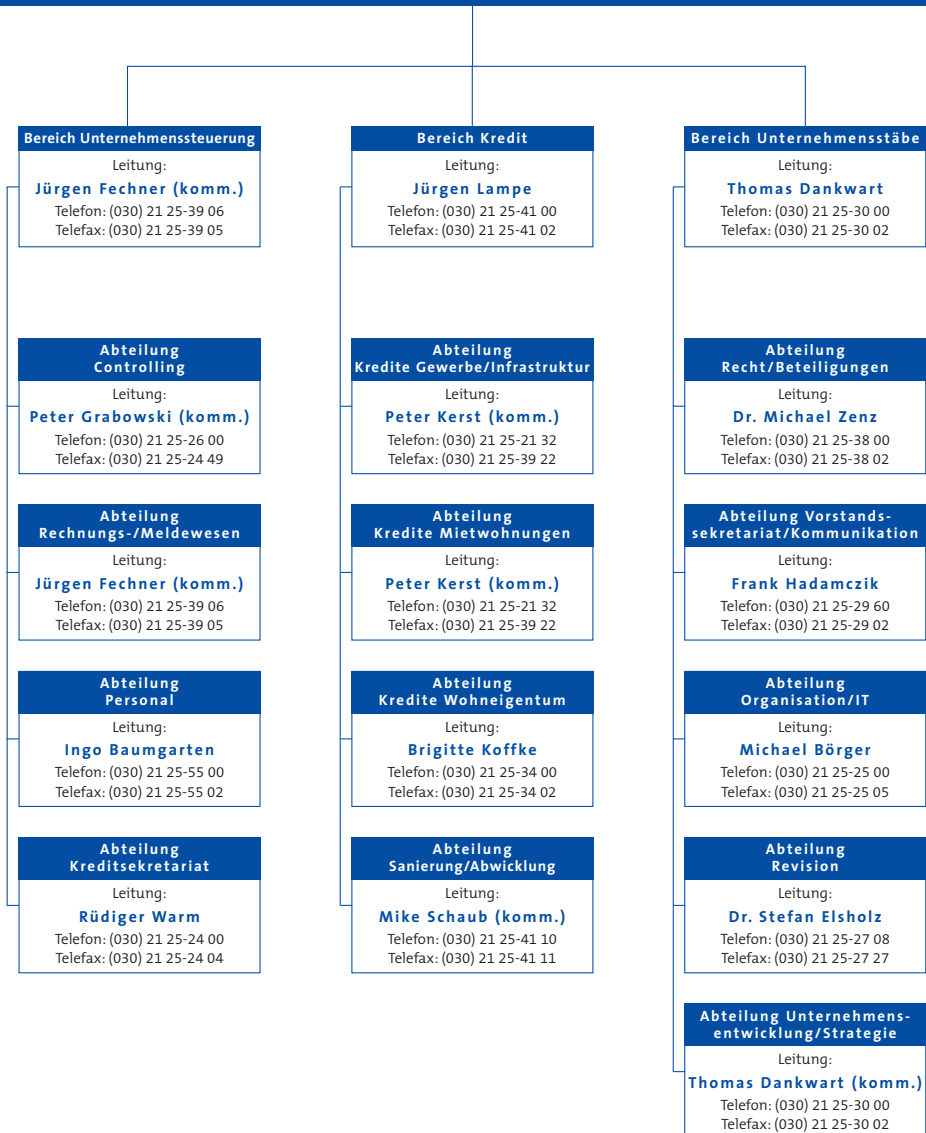 Bereich Unternehmenssteuerung
Leitung:
Jürgen Fechner (komm.)
Telefon: (030) 21 25-39 06
Telefax: (030) 21 25-39 05
Abteilung
Controlling
Leitung:
Peter Grabowski (komm.)
Telefon: (030) 21 25-26 00
Telefax: (030) 21 25-24 49
Abteilung
Rechnungs-/Meldewesen
Leitung:
Jürgen Fechner (komm.)
Telefon: (030) 21 25-39 06
Telefax: (030) 21 25-39 05
Abteilung
Personal
Leitung:
Ingo Baumgarten
Telefon: (030) 21 25-55 00
Telefax: (030) 21 25-55 02
Abteilung
Kreditsekretariat
Leitung:
Rüdiger Warm
Telefon: (030) 21 25-24 00
Telefax: (030) 21 25-24 04
Bereich Kredit
Leitung:
Jürgen Lampe
Telefon: (030) 21 25-41 00
Telefax: (030) 21 25-41 02
Abteilung
Kredite Gewerbe/Infrastruktur
Leitung:
Peter Kerst (komm.)
Telefon: (030) 21 25-21 32
Telefax: (030) 21 25-39 22
Abteilung
Kredite Mietwohnungen
Leitung:
Peter Kerst (komm.)
Telefon: (030) 21 25-21 32
Telefax: (030) 21 25-39 22
Abteilung
Kredite Wohneigentum
Leitung:
Brigitte Koffke
Telefon: (030) 21 25-34 00
Telefax: (030) 21 25-34 02
Abteilung
Sanierung/Abwicklung
Leitung:
Mike Schaub (komm.)
Telefon: (030) 21 25-41 10
Telefax: (030) 21 25-41 11
Bereich Unternehmensstäbe
Leitung:
Thomas Dankwart
Telefon: (030) 21 25-30 00
Telefax: (030) 21 25-30 02
Abteilung
Recht/Beteiligungen
Leitung:
Dr. Michael Zenz
Telefon: (030) 21 25-38 00
Telefax: (030) 21 25-38 02
Abteilung Vorstands-
sekretariat/Kommunikation
Leitung:
Frank Hadamczik
Telefon: (030) 21 25-29 60
Telefax: (030) 21 25-29 02
Abteilung
Organisation/IT
Leitung:
Michael Börger
Telefon: (030) 21 25-25 00
Telefax: (030) 21 25-25 05
Abteilung
Revision
Leitung:
Dr. Stefan Elsholz
Telefon: (030) 21 25-27 08
Telefax: (030) 21 25-27 27
Abteilung Unternehmens-
entwicklung/Strategie
Leitung:
Thomas Dankwart (komm.)
Telefon: (030) 21 25-30 00
Telefax: (030) 21 25-30 02